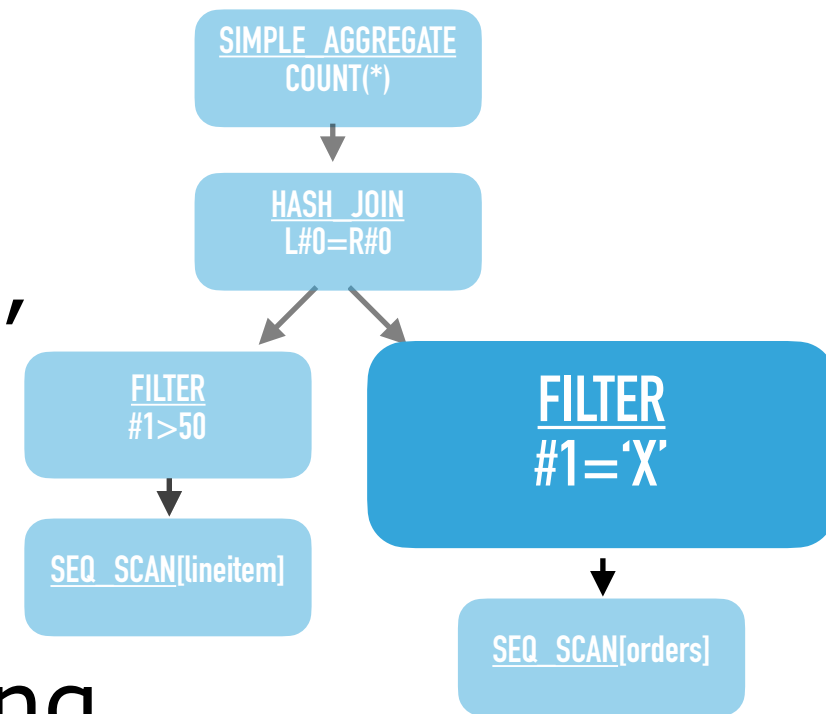 SIMPLE_AGGREGATE
COUNT(*)
HASH_JOIN
L#0=R#0
,
FILTER
#1>50
FILTER
#1=‘X’
SEQ_SCAN[lineitem]
SEQ_SCAN[orders]